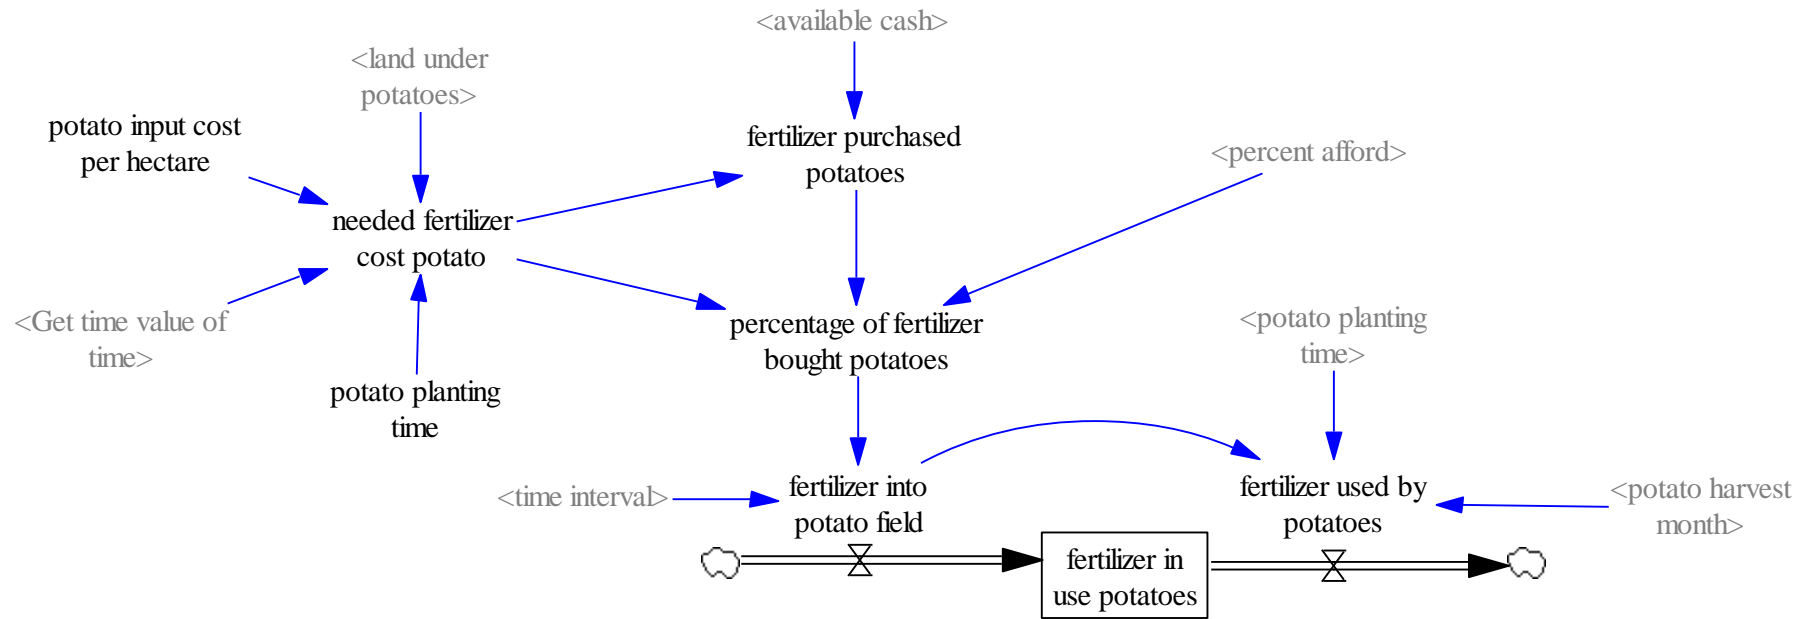 <available cash>
<land under
potatoes>
potato input cost
per hectare
fertilizer purchased
potatoes
<percent afford>
needed fertilizer
cost potato
<Get time value of
time>
percentage of fertilizer
bought potatoes
<potato planting
time>
potato planting
time
<time interval>
fertilizer into
potato field
fertilizer used by
potatoes
<potato harvest
month>
fertilizer in
use potatoes